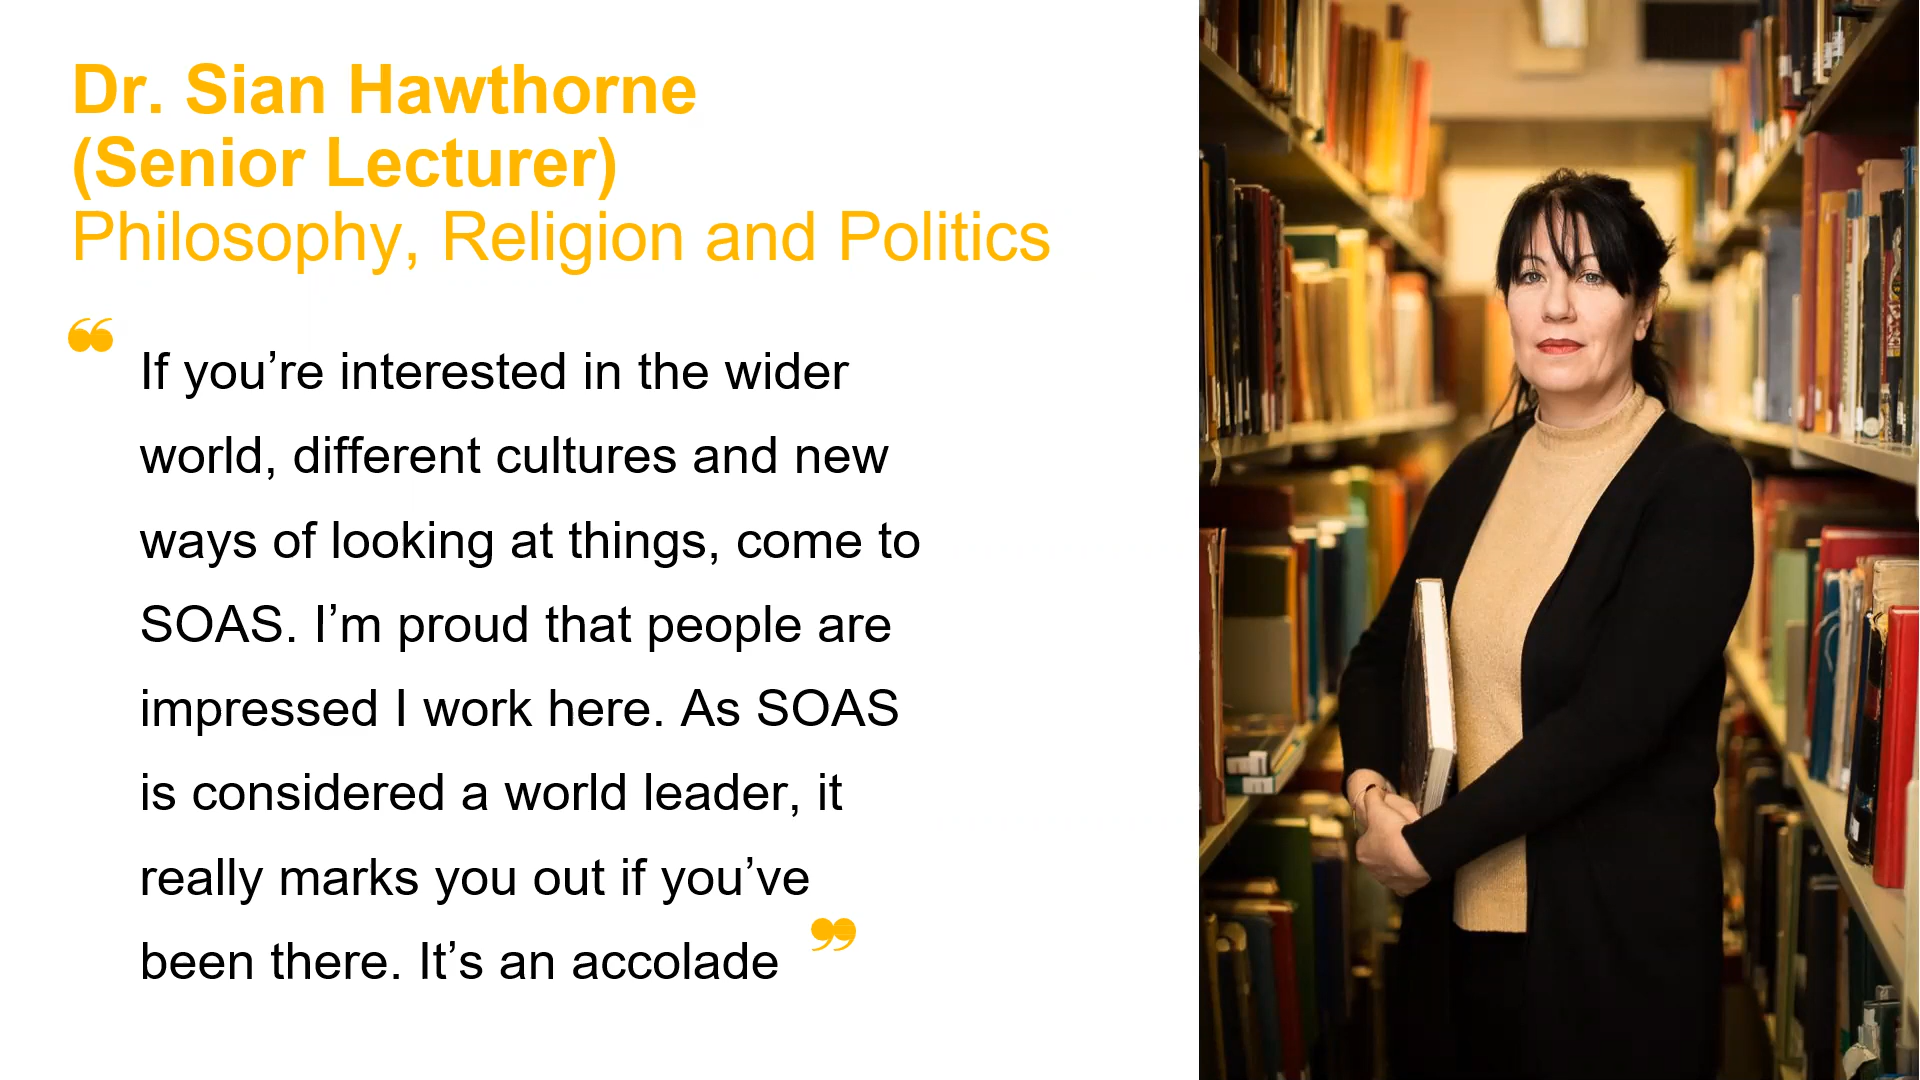 Dr. Sian Hawthorne
(Senior Lecturer)
Philosophy, Religion and Politics
❝ If you’re interested in the wider
world, different cultures and new
ways of looking at things, come to
SOAS. I’m proud that people are
impressed I work here. As SOAS
is considered a world leader, it
really marks you out if you’ve
been there. It’s an accolade ❞